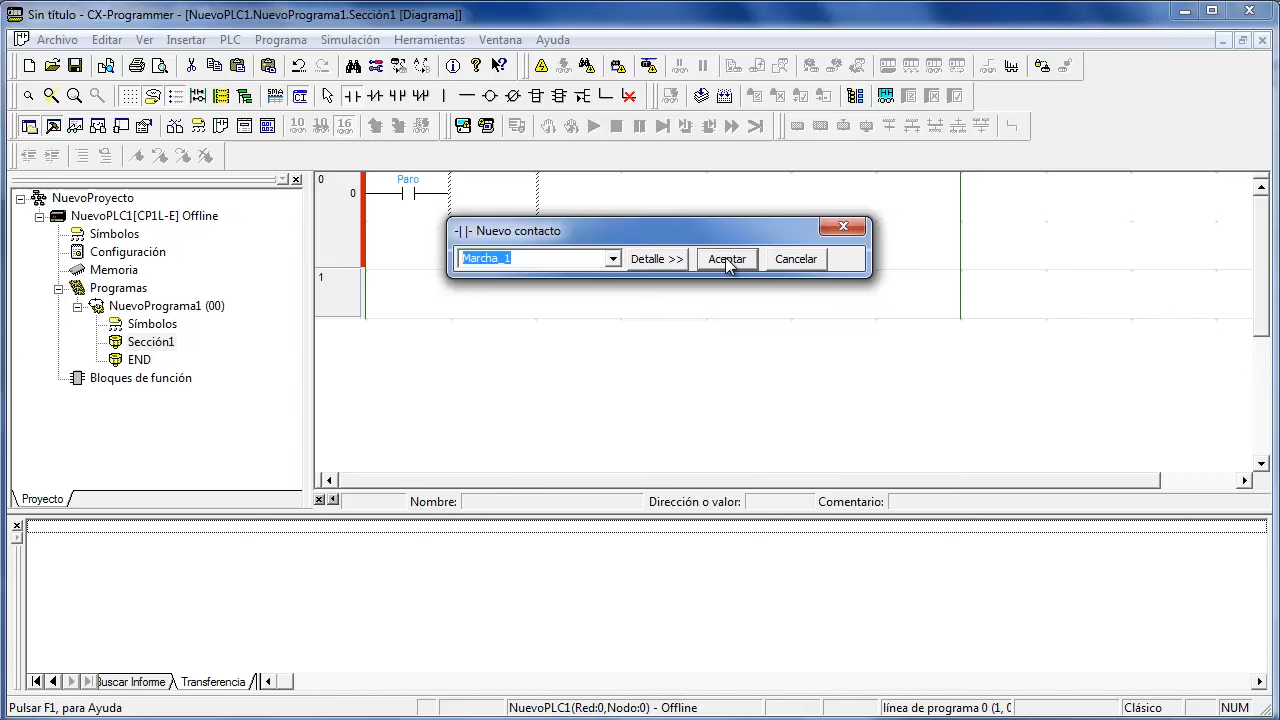 Sin título - CX-Programmer - [NuevoPLC1.NuevoPrograma1.Sección1 [Diagrama]]
Archivo Editar Ver Insertar PLC Programa Simulación Herramientas Ventana Ayuda
10 10 16
NuevoProyecto
NuevoPLC1[CP1L-E] Offline
Símbolos
Configuración
Memoria
Programas
NuevoPrograma1 (00)
Símbolos
Sección1
END
Bloques de función
Proyecto
0
0
Paro
1
-| |- Nuevo contacto
Marcha_1 Detalle >> Aceptar Cancelar
Nombre: Dirección o valor: Comentario:
Buscar Informe Transferencia
Pulsar F1, para Ayuda NuevoPLC1(Red:0,Nodo:0) - Offline línea de programa 0 (1, 0 Clásico NUM